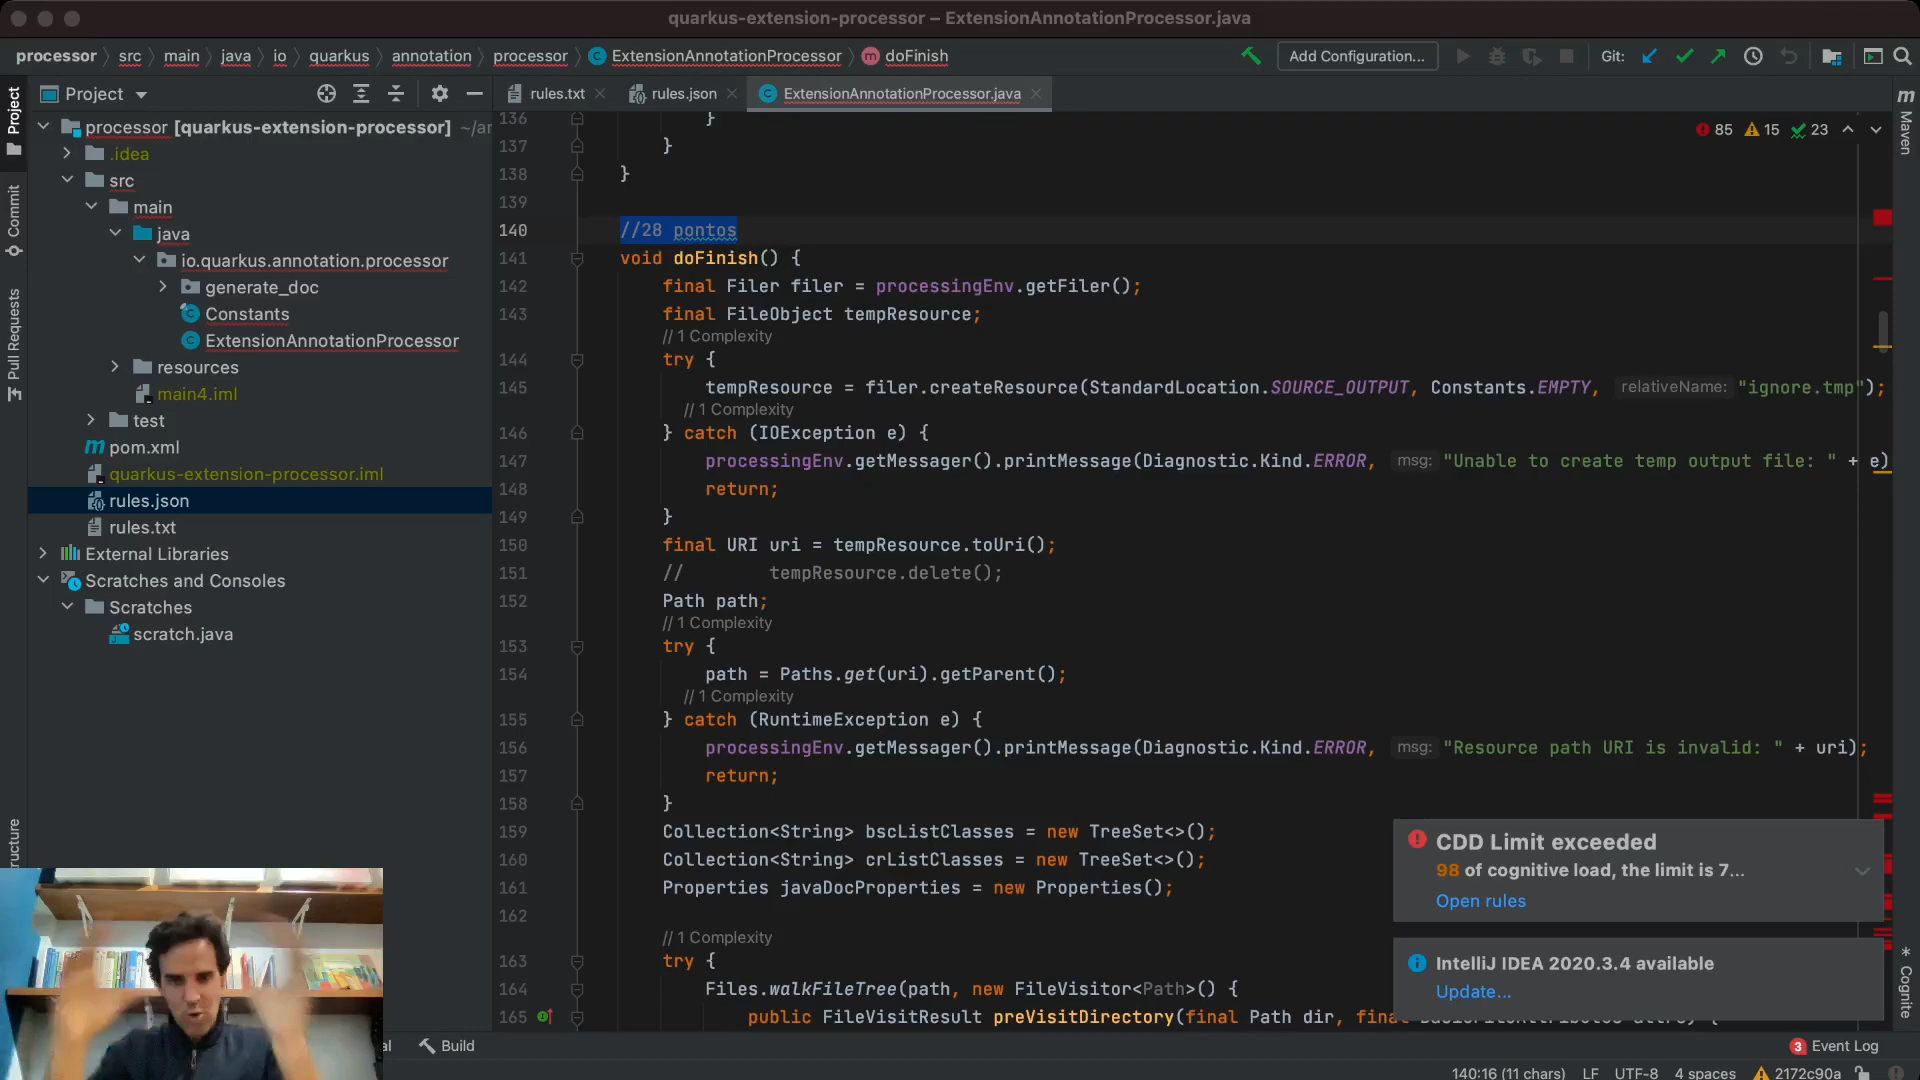 quarkus-extension-processor – ExtensionAnnotationProcessor.java
processor src main java io quarkus annotation processor ExtensionAnnotationProcessor doFinish Add Configuration... Git:
Project
rules.txt
rules.json
ExtensionAnnotationProcessor.java
Project
Commit
Pull Requests
Maven
Cognite
processor [quarkus-extension-processor]
.idea
src
main
java
io.quarkus.annotation.processor
generate_doc
Constants
ExtensionAnnotationProcessor
resources
main4.iml
test
pom.xml
quarkus-extension-processor.iml
rules.json
rules.txt
External Libraries
Scratches and Consoles
Scratches
scratch.java
85 15 23
136 }
137 }
138 }
139
140 //28 pontos
141 void doFinish() {
142 final Filer filer = processingEnv.getFiler();
143 final FileObject tempResource;
// 1 Complexity
144 try {
145 tempResource = filer.createResource(StandardLocation.SOURCE_OUTPUT, Constants.EMPTY, relativeName: "ignore.tmp");
// 1 Complexity
146 } catch (IOException e) {
147 processingEnv.getMessager().printMessage(Diagnostic.Kind.ERROR, msg: "Unable to create temp output file: " + e)
148 return;
149 }
150 final URI uri = tempResource.toUri();
151 // tempResource.delete();
152 Path path;
// 1 Complexity
153 try {
154 path = Paths.get(uri).getParent();
// 1 Complexity
155 } catch (RuntimeException e) {
156 processingEnv.getMessager().printMessage(Diagnostic.Kind.ERROR, msg: "Resource path URI is invalid: " + uri);
157 return;
158 }
159 Collection<String> bscListClasses = new TreeSet<>();
160 Collection<String> crListClasses = new TreeSet<>();
161 Properties javaDocProperties = new Properties();
162
// 1 Complexity
163 try {
164 Files.walkFileTree(path, new FileVisitor<Path>() {
165 public FileVisitResult preVisitDirectory(final Path dir,
CDD Limit exceeded
98 of cognitive load, the limit is 7...
Open rules
IntelliJ IDEA 2020.3.4 available
Update...
Build
3 Event Log
140:16 (11 chars) LF UTF-8 4 spaces 2172c90a